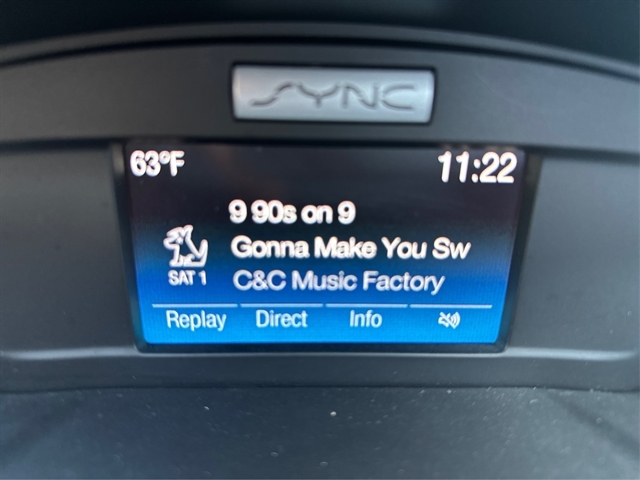 SYNC
63°F 11:22
9 90s on 9
Gonna Make You Sw
SAT 1 C&C Music Factory
Replay Direct Info